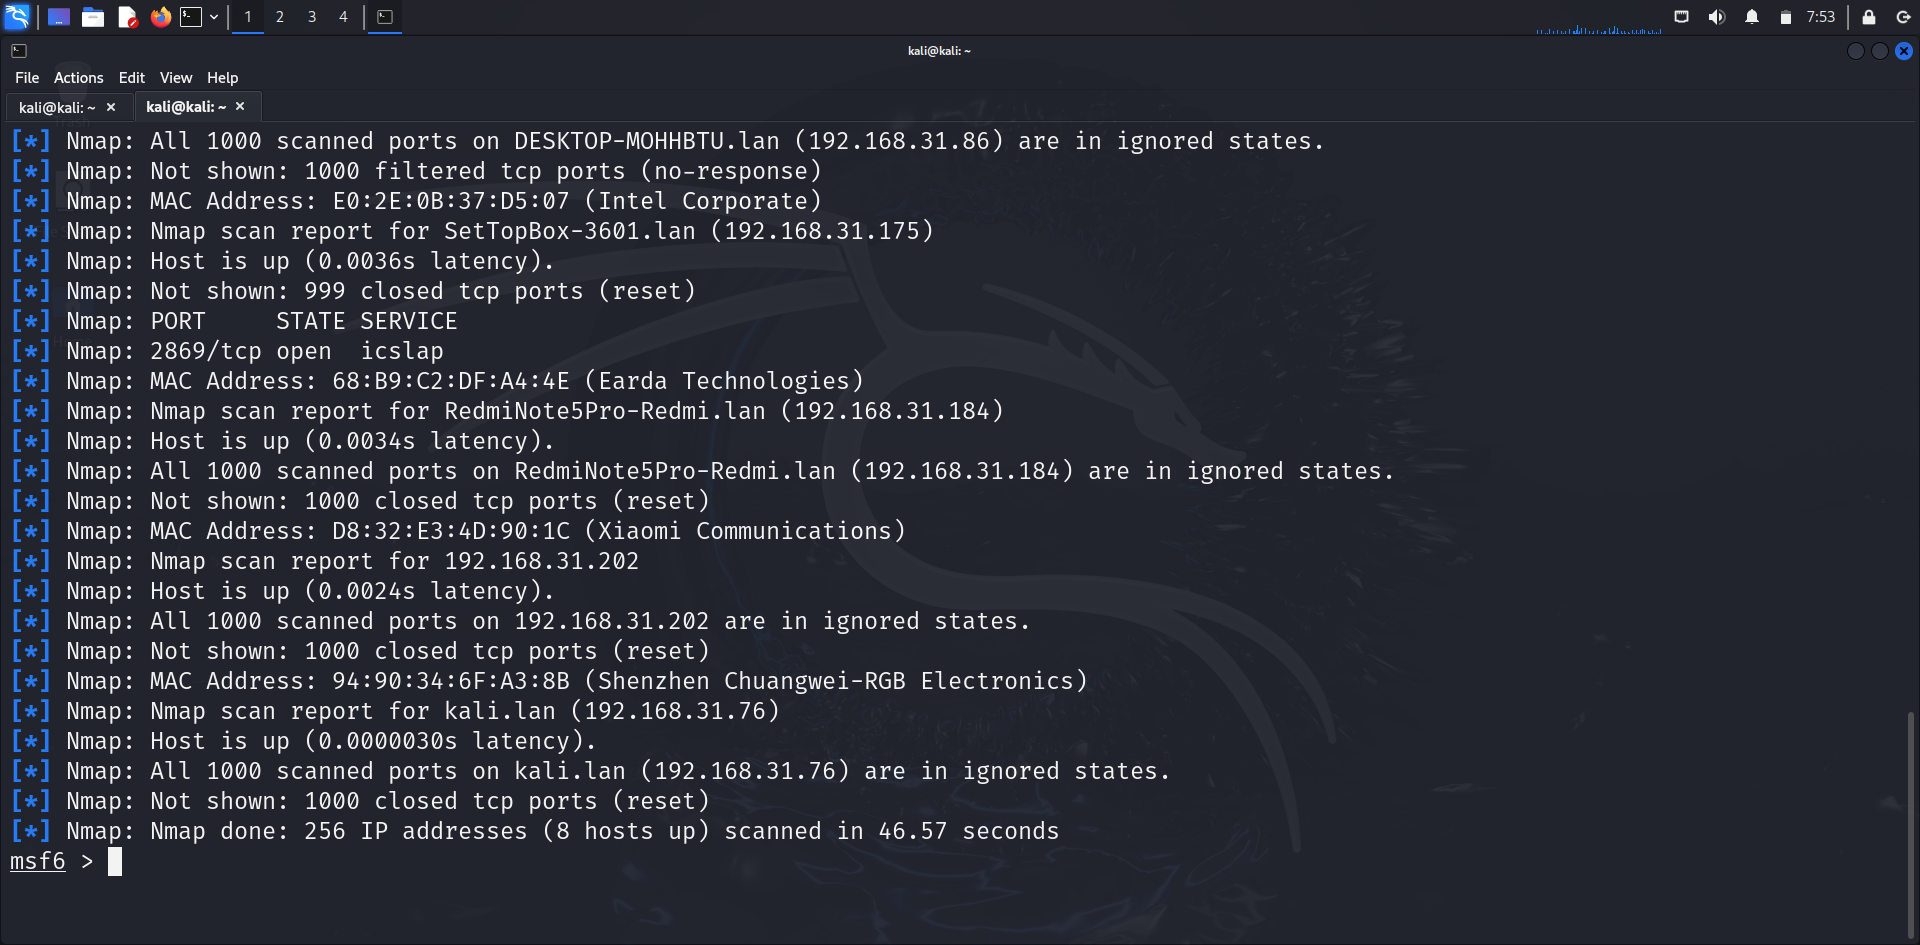 1 2 3 4 7:53
kali@kali: ~
File Actions Edit View Help
kali@kali: ~ × kali@kali: ~ ×
[*] Nmap: All 1000 scanned ports on DESKTOP-MOHHBTU.lan (192.168.31.86) are in ignored states.
[*] Nmap: Not shown: 1000 filtered tcp ports (no-response)
[*] Nmap: MAC Address: E0:2E:0B:37:D5:07 (Intel Corporate)
[*] Nmap: Nmap scan report for SetTopBox-3601.lan (192.168.31.175)
[*] Nmap: Host is up (0.0036s latency).
[*] Nmap: Not shown: 999 closed tcp ports (reset)
[*] Nmap: PORT     STATE SERVICE
[*] Nmap: 2869/tcp open  icslap
[*] Nmap: MAC Address: 68:B9:C2:DF:A4:4E (Earda Technologies)
[*] Nmap: Nmap scan report for RedmiNote5Pro-Redmi.lan (192.168.31.184)
[*] Nmap: Host is up (0.0034s latency).
[*] Nmap: All 1000 scanned ports on RedmiNote5Pro-Redmi.lan (192.168.31.184) are in ignored states.
[*] Nmap: Not shown: 1000 closed tcp ports (reset)
[*] Nmap: MAC Address: D8:32:E3:4D:90:1C (Xiaomi Communications)
[*] Nmap: Nmap scan report for 192.168.31.202
[*] Nmap: Host is up (0.0024s latency).
[*] Nmap: All 1000 scanned ports on 192.168.31.202 are in ignored states.
[*] Nmap: Not shown: 1000 closed tcp ports (reset)
[*] Nmap: MAC Address: 94:90:34:6F:A3:8B (Shenzhen Chuangwei-RGB Electronics)
[*] Nmap: Nmap scan report for kali.lan (192.168.31.76)
[*] Nmap: Host is up (0.0000030s latency).
[*] Nmap: All 1000 scanned ports on kali.lan (192.168.31.76) are in ignored states.
[*] Nmap: Not shown: 1000 closed tcp ports (reset)
[*] Nmap: Nmap done: 256 IP addresses (8 hosts up) scanned in 46.57 seconds
msf6 >